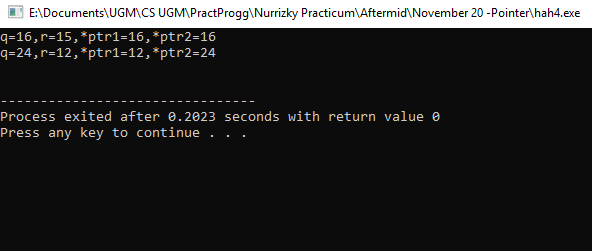 E:\Documents\UGM\CS UGM\PractProgg\Nurrizky Practicum\Aftermid\November 20 -Pointer\hah4.exe
q=16,r=15,*ptr1=16,*ptr2=16
q=24,r=12,*ptr1=12,*ptr2=24
--------------------------------
Process exited after 0.2023 seconds with return value 0
Press any key to continue . . .